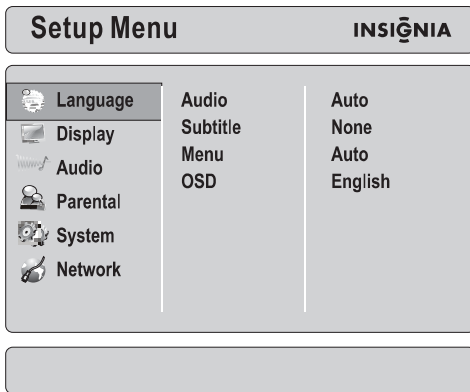 Setup Menu
INSIGNIA
Language
Display
Audio
Parental
System
Network
Audio Auto
Subtitle None
Menu Auto
OSD English